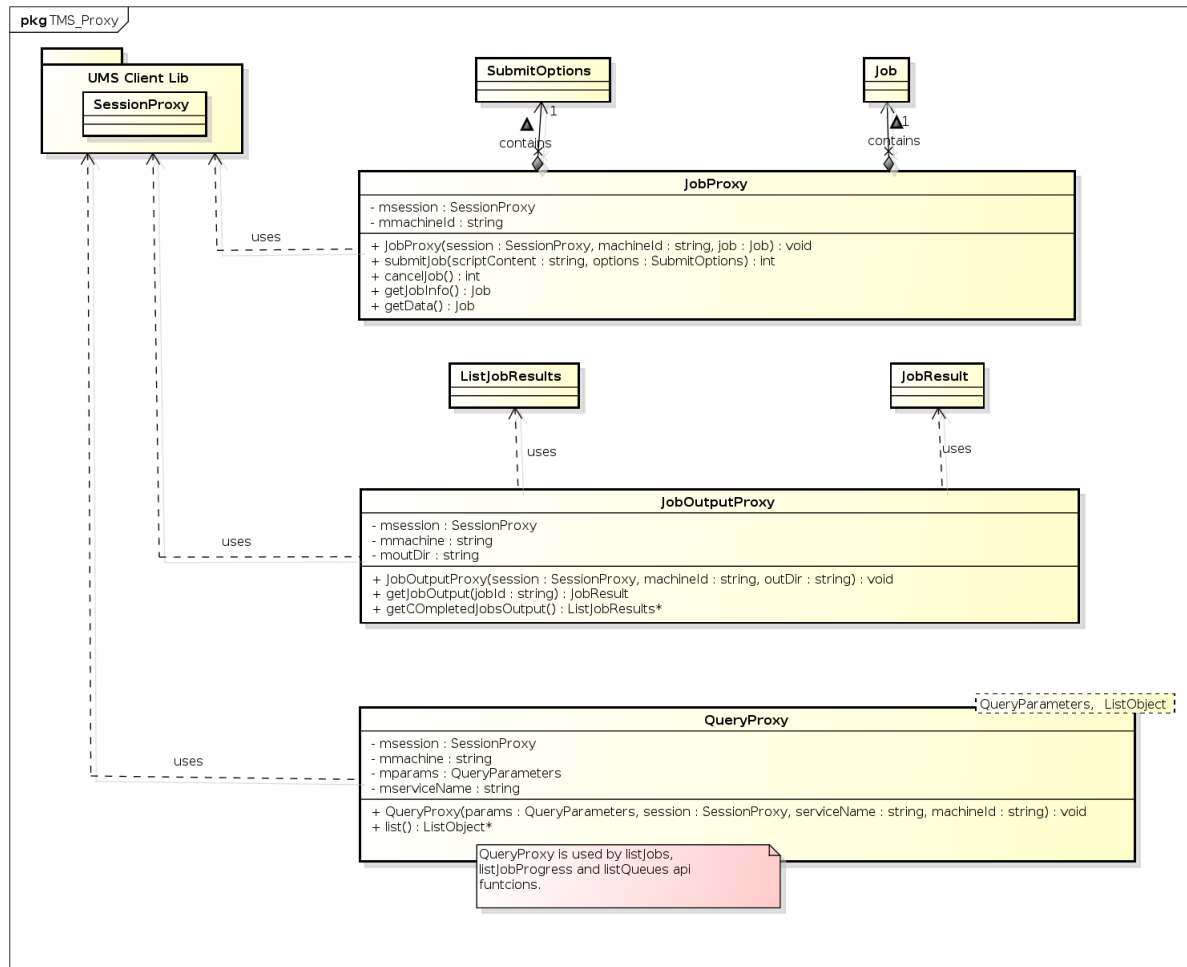 pkg TMS_Proxy
UMS Client Lib
SessionProxy
SubmitOptions
Job
1
contains
1
contains
JobProxy
- msession : SessionProxy
- mmachineId : string
+ JobProxy(session : SessionProxy, machineId : string, job : Job) : void
+ submitJob(scriptContent : string, options : SubmitOptions) : int
+ cancelJob() : int
+ getJobInfo() : Job
+ getData() : Job
uses
ListJobResults
JobResult
uses
uses
JobOutputProxy
- msession : SessionProxy
- mmachine : string
- moutDir : string
+ JobOutputProxy(session : SessionProxy, machineId : string, outDir : string) : void
+ getJobOutput(jobId : string) : JobResult
+ getCOmpletedJobsOutput() : ListJobResults*
uses
QueryParameters, ListObject
QueryProxy
- msession : SessionProxy
- mmachine : string
- mparams : QueryParameters
- mserviceName : string
+ QueryProxy(params : QueryParameters, session : SessionProxy, serviceName : string, machineId : string) : void
+ list() : ListObject*
uses
QueryProxy is used by listJobs,
listJobProgress and listQueues api
funtcions.